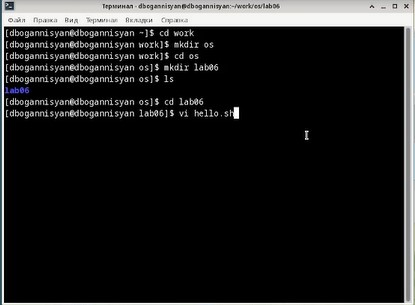 Терминал - dbogannisyan@dbogannisyan:~/work/os/lab06
Файл Правка Вид Терминал Вкладки Справка
[dbogannisyan@dbogannisyan ~]$ cd work
[dbogannisyan@dbogannisyan work]$ mkdir os
[dbogannisyan@dbogannisyan work]$ cd os
[dbogannisyan@dbogannisyan os]$ mkdir lab06
[dbogannisyan@dbogannisyan os]$ ls
lab06
[dbogannisyan@dbogannisyan os]$ cd lab06
[dbogannisyan@dbogannisyan lab06]$ vi hello.sh